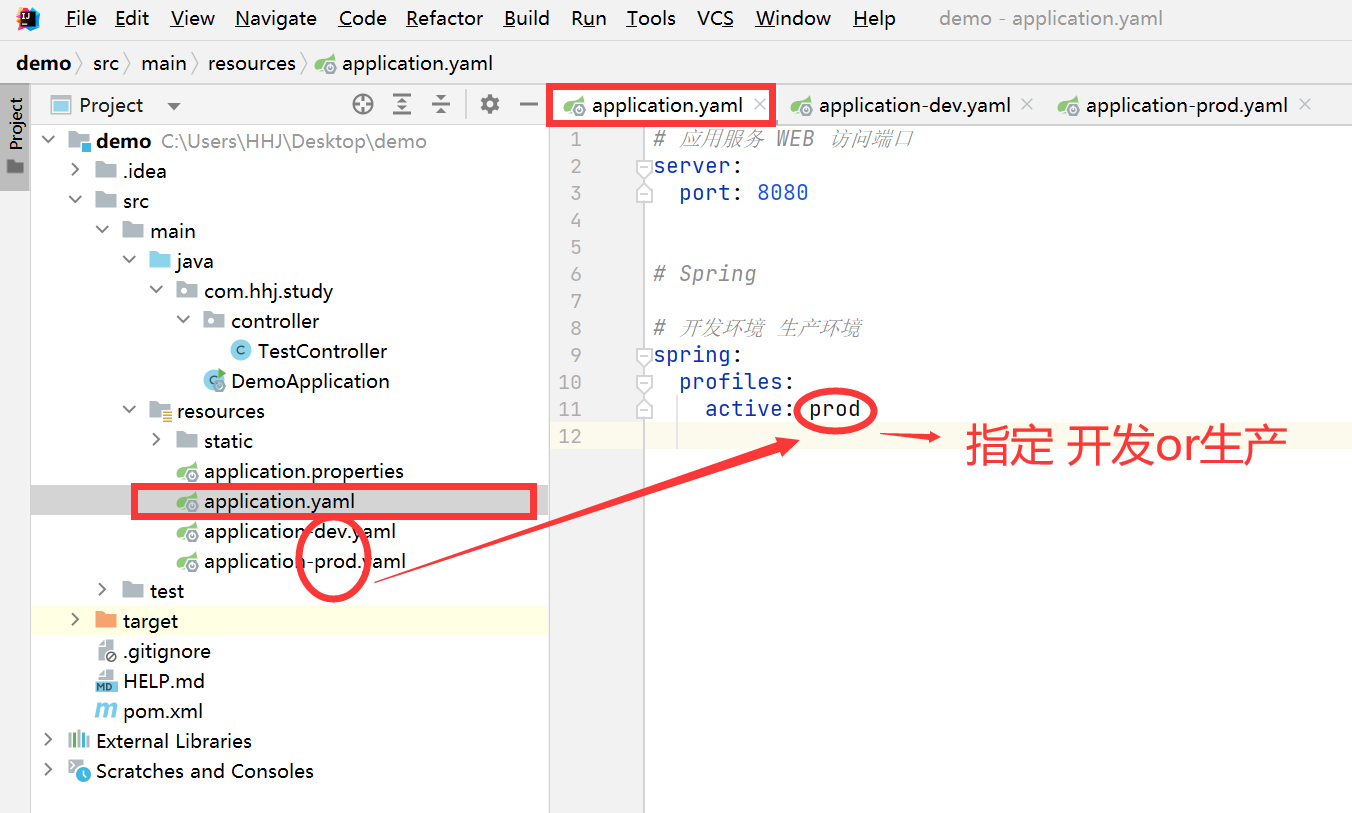 File Edit View Navigate Code Refactor Build Run Tools VCS Window Help demo - application.yaml
demo src main resources application.yaml
Project
Project
application.yaml application-dev.yaml application-prod.yaml
demo C:\Users\HHJ\Desktop\demo
.idea
src
main
java
com.hhj.study
controller
TestController
DemoApplication
resources
static
application.properties
application.yaml
application-dev.yaml
application-prod.yaml
test
target
.gitignore
HELP.md
pom.xml
External Libraries
Scratches and Consoles
1 # 应用服务 WEB 访问端口
2 server:
3 port: 8080
4
5
6 # Spring
7
8 # 开发环境 生产环境
9 spring:
10 profiles:
11 active: prod
12
指定 开发or生产